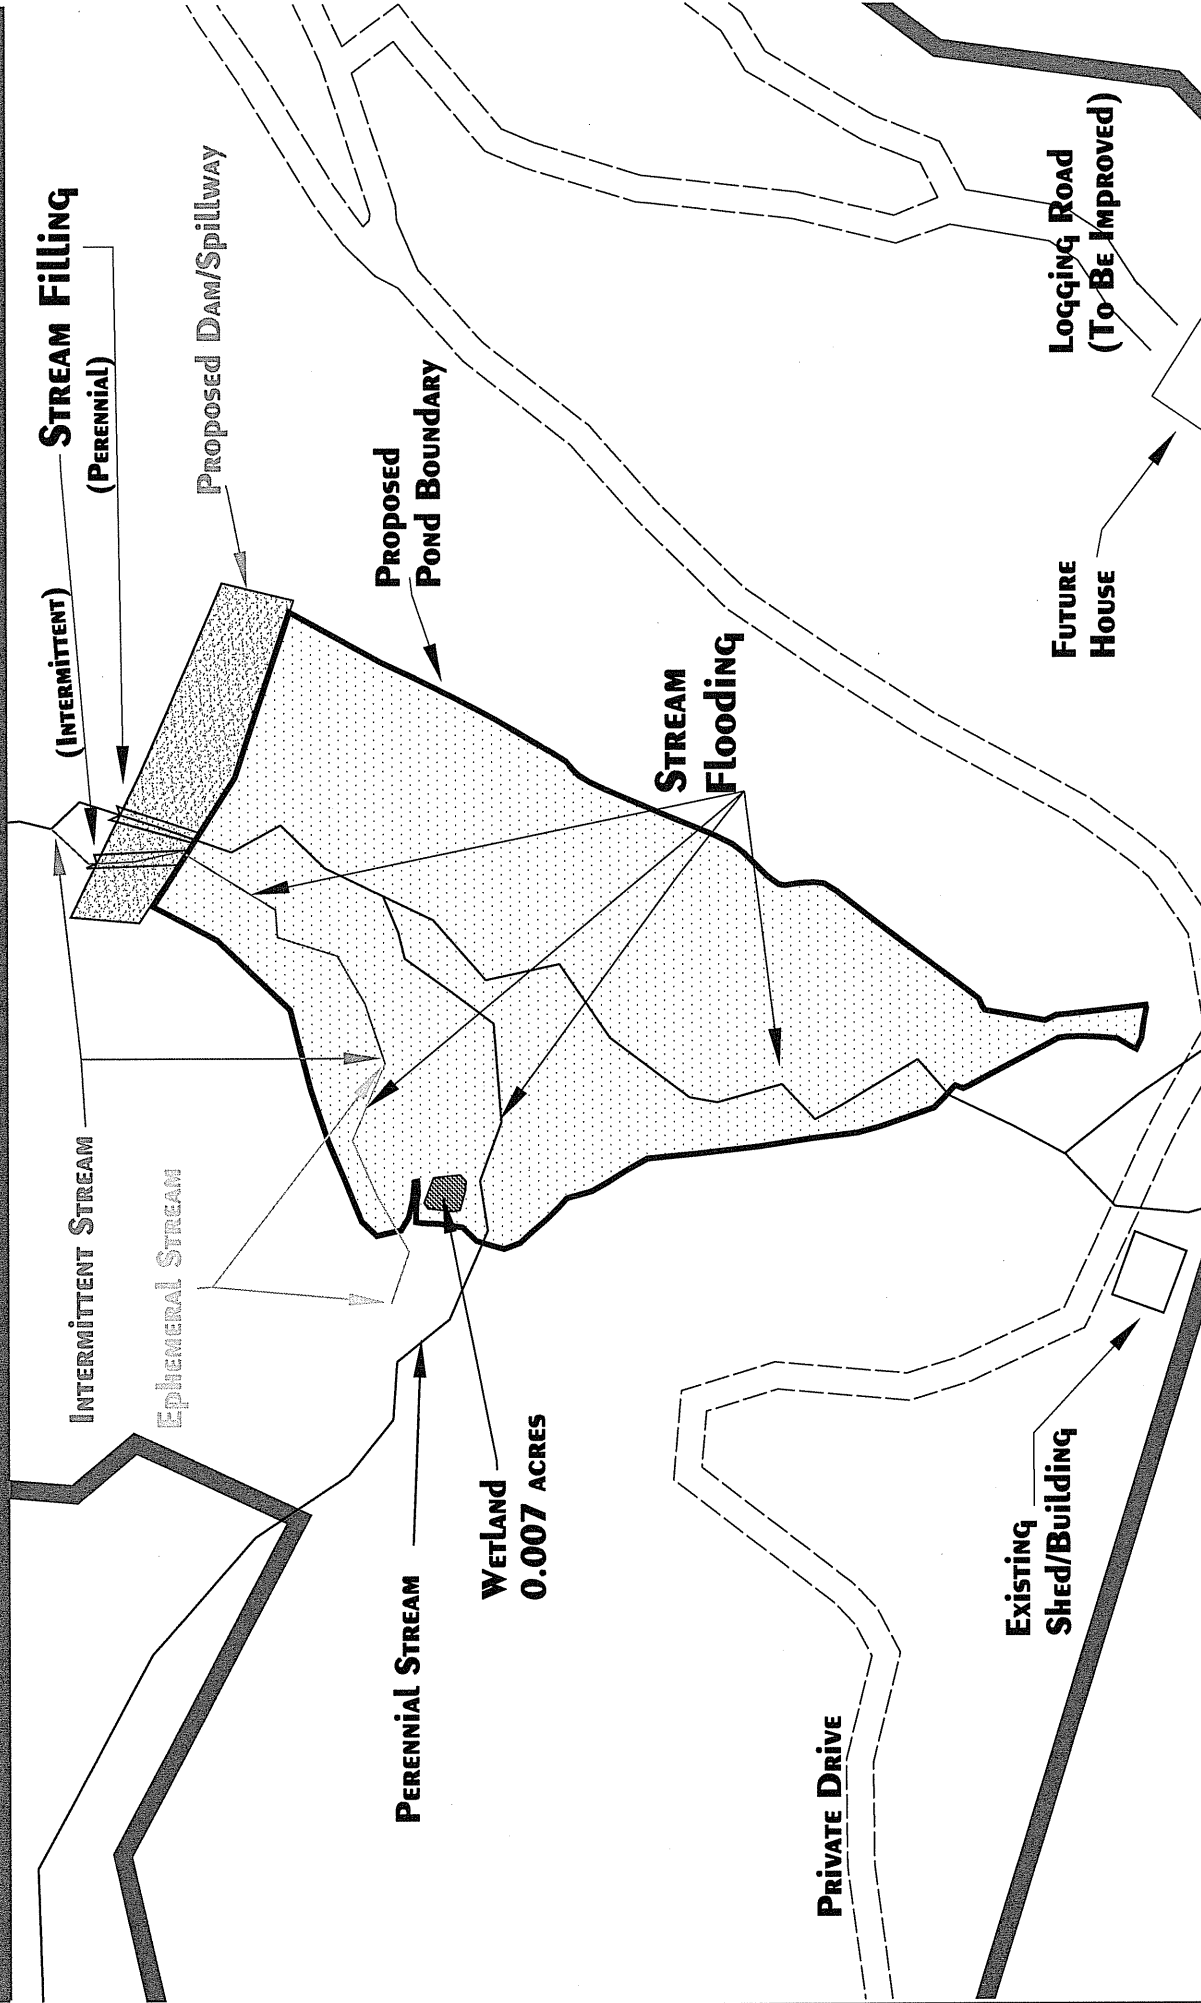 Stream Filling
(Perennial)
(Intermittent)
Proposed Dam/Spillway
Proposed
Pond Boundary
Stream
Flooding
Logging Road
(To Be Improved)
Future
House
Intermittent Stream
Ephemeral Stream
Perennial Stream
Wetland
0.007 acres
Existing
Shed/Building
Private Drive